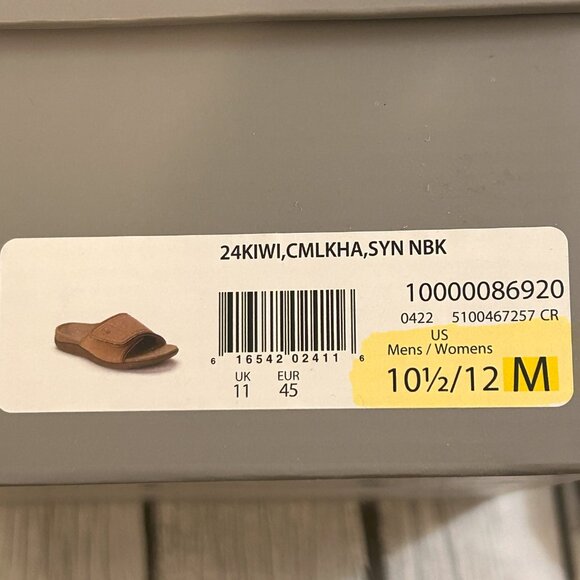 24KIWI,CMLKHA,SYN NBK
10000086920
0422 5100467257 CR
US
Mens / Womens
10½/12 M
6 16542 02411 6
UK EUR
11 45